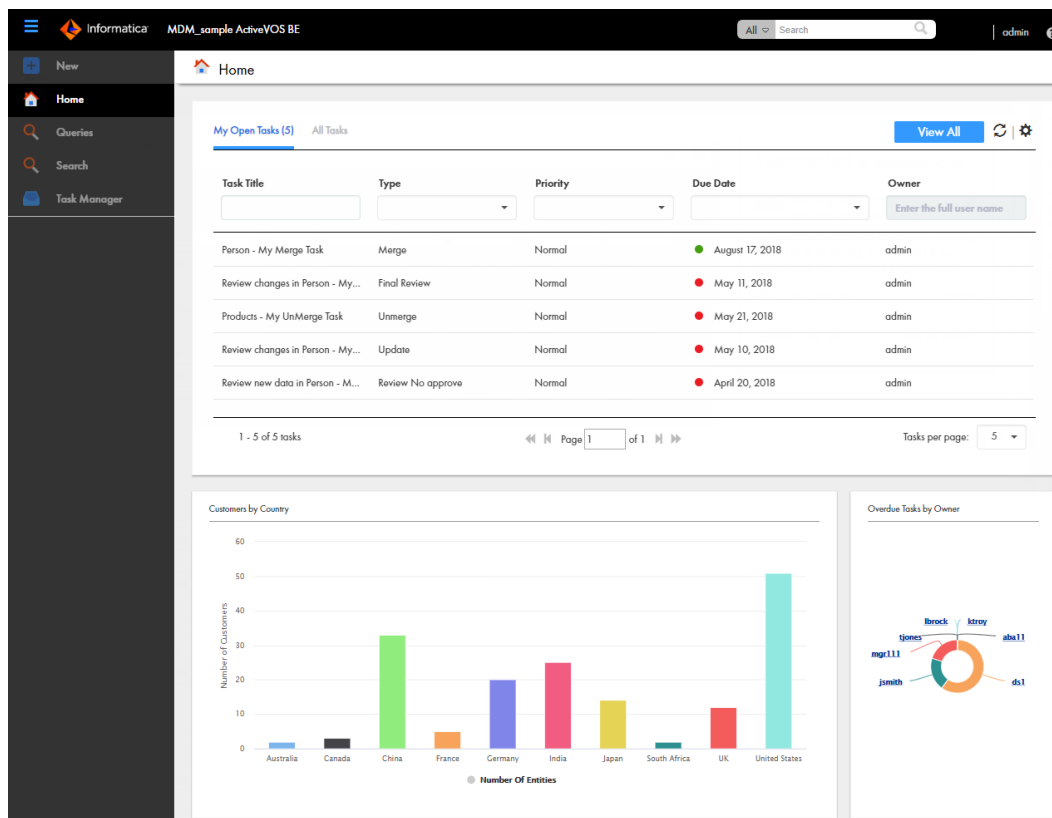 Informatica MDM_sample ActiveVOS BE All Search admin
New
Home
Queries
Search
Task Manager
Home
My Open Tasks (5) All Tasks View All
Task Title Type Priority Due Date Owner
Enter the full user name
Person - My Merge Task Merge Normal August 17, 2018 admin
Review changes in Person - My... Final Review Normal May 11, 2018 admin
Products - My UnMerge Task Unmerge Normal May 21, 2018 admin
Review changes in Person - My... Update Normal May 10, 2018 admin
Review new data in Person - M... Review No approve Normal April 20, 2018 admin
1 - 5 of 5 tasks Page 1 of 1 Tasks per page: 5
Customers by Country
60
50
40
30
20
10
0
Number of Customers
Australia Canada China France Germany India Japan South Africa UK United States
Number Of Entities
Overdue Tasks by Owner
lbrock ktroy
tjones aba11
mgr111
jsmith ds1